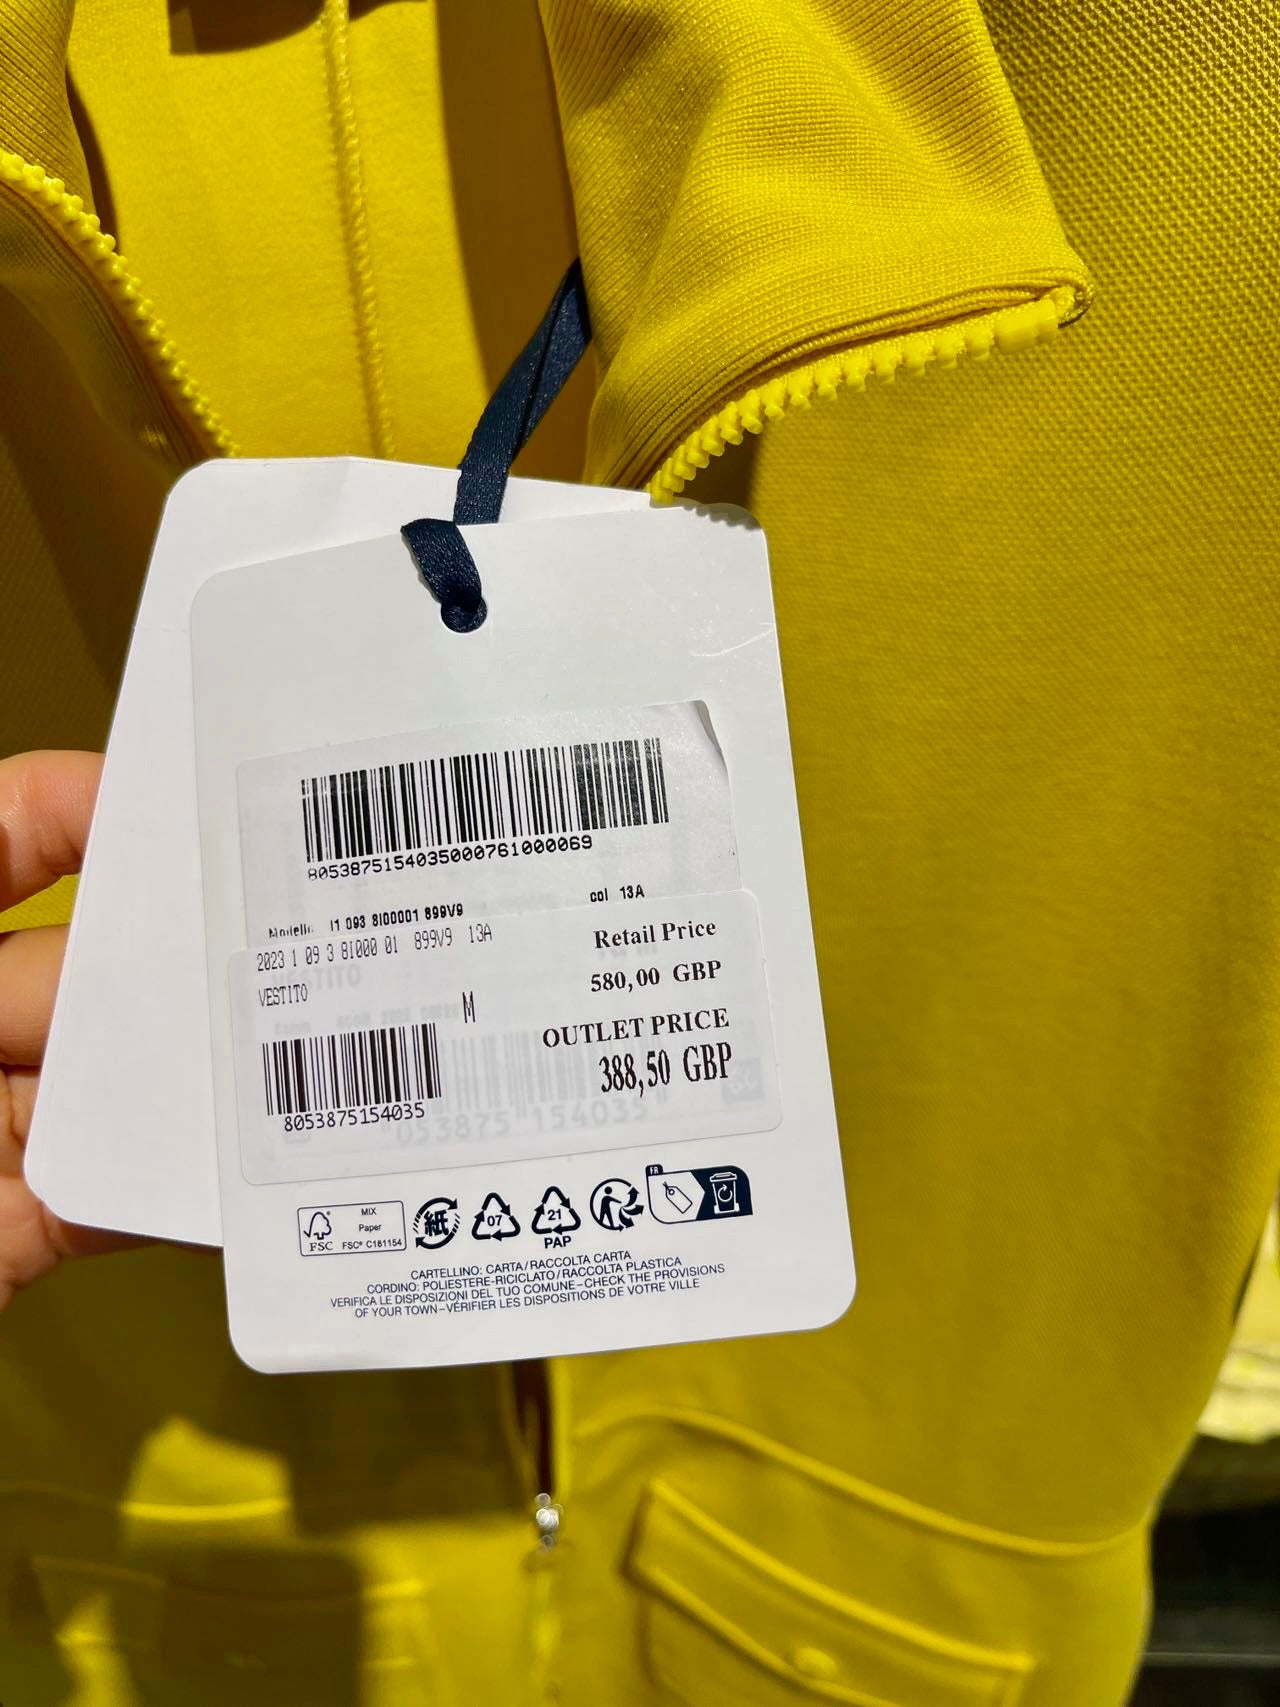 8053875154035000761000069
Modello I1 093 8I00001 899V9 col 13A
2023 1 09 3 8I000 01 899V9 13A
Retail Price
VESTITO
580,00 GBP
M
OUTLET PRICE
388,50 GBP
8053875154035
MIX
Paper
FSC
FSC® C181154
紙
07
21
PAP
FR
CARTELLINO: CARTA/RACCOLTA CARTA
CORDINO: POLIESTERE-RICICLATO/RACCOLTA PLASTICA
VERIFICA LE DISPOSIZIONI DEL TUO COMUNE-CHECK THE PROVISIONS
OF YOUR TOWN-VÉRIFIER LES DISPOSITIONS DE VOTRE VILLE